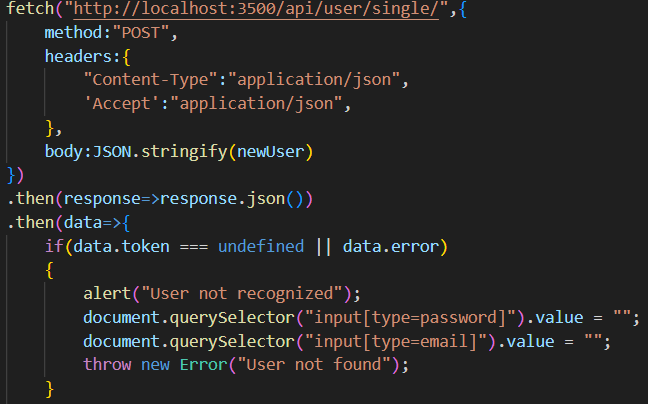 fetch("http://localhost:3500/api/user/single/",{
    method:"POST",
    headers:{
        "Content-Type":"application/json",
        'Accept':"application/json",
    },
    body:JSON.stringify(newUser)
})
.then(response=>response.json())
.then(data=>{
    if(data.token === undefined || data.error)
    {
        alert("User not recognized");
        document.querySelector("input[type=password]").value = "";
        document.querySelector("input[type=email]").value = "";
        throw new Error("User not found");
    }